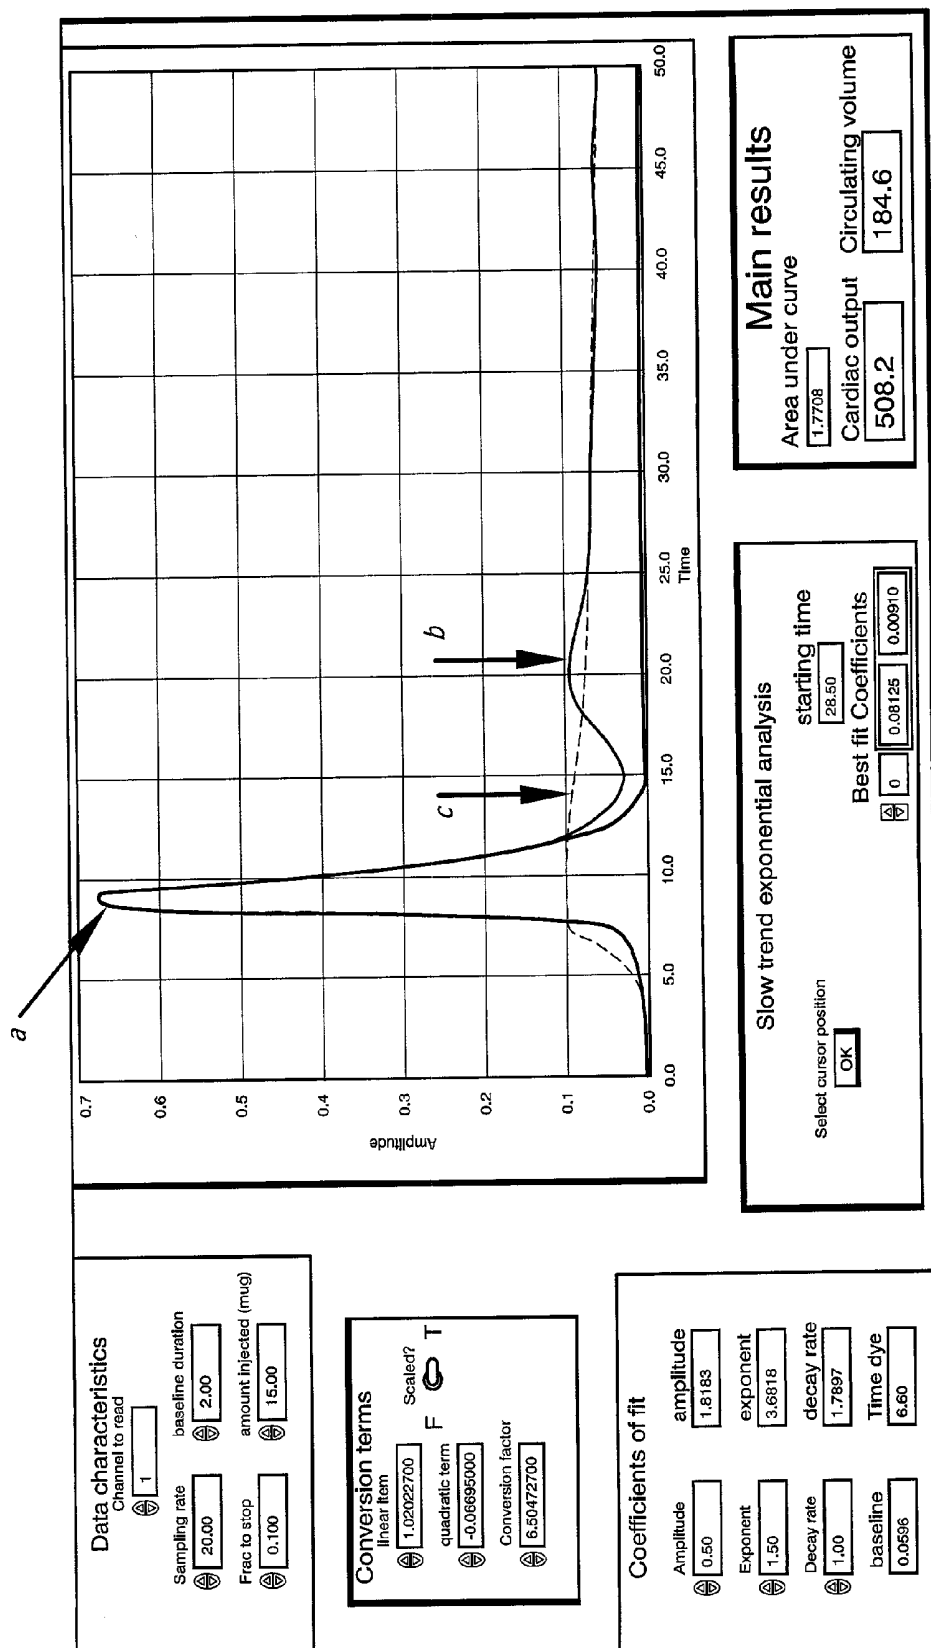 Data characteristics
Channel to read
1
Sampling rate
20.00
baseline duration
2.00
Frac to stop
0.100
amount injected (mug)
15.00
Conversion terms
linear item
1.02022700
F
Scaled?
T
quadratic term
-0.06695000
Conversion factor
6.50472700
Coefficients of fit
Amplitude
0.50
amplitude
1.8183
Exponent
1.50
exponent
3.6818
Decay rate
1.00
decay rate
1.7897
baseline
0.0596
Time dye
6.60
a
b
c
Amplitude
0.7
0.6
0.5
0.4
0.3
0.2
0.1
0.0
0.0
5.0
10.0
15.0
20.0
25.0
30.0
35.0
40.0
45.0
50.0
Time
Slow trend exponential analysis
Select cursor position
OK
starting time
28.50
Best fit Coefficients
0
0.08125
0.00910
Main results
Area under curve
1.7708
Cardiac output
508.2
Circulating volume
184.6